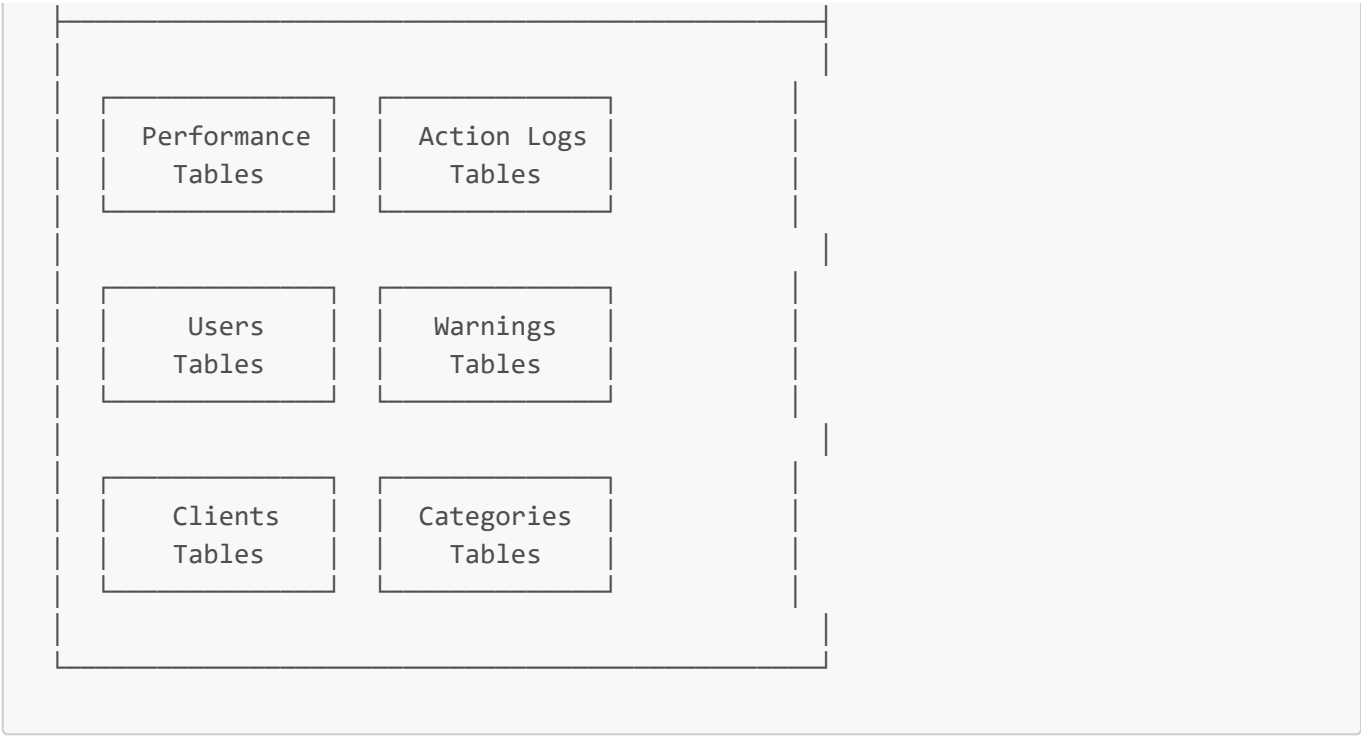 Performance Action Logs
Tables Tables
Users Warnings
Tables Tables
Clients Categories
Tables Tables